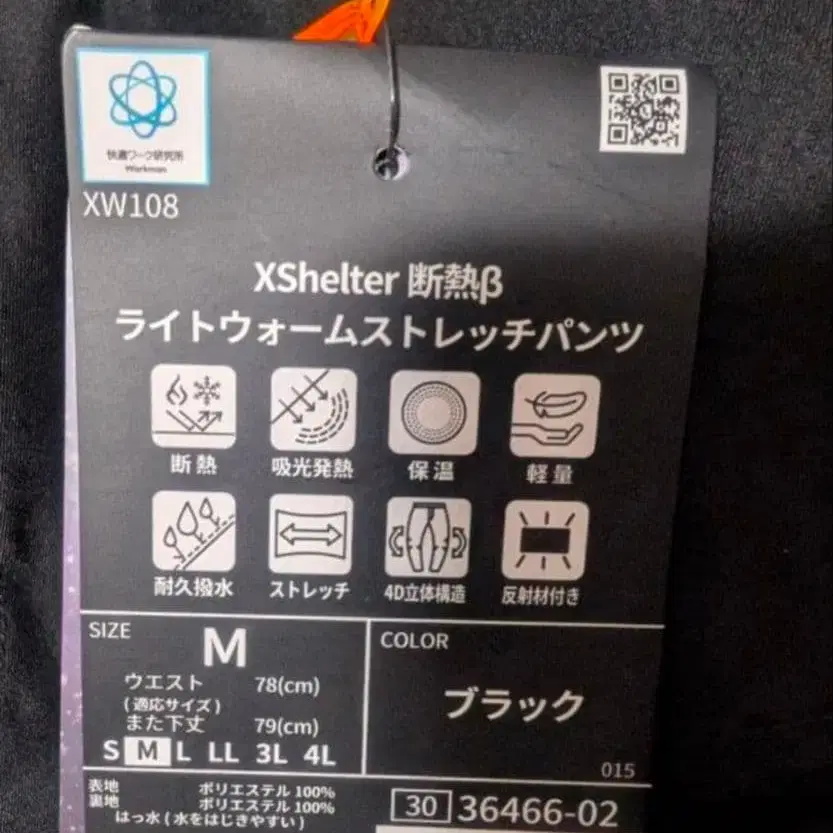 快適ワーク研究所
Workman
XW108
XShelter 断熱β
ライトウォームストレッチパンツ
断熱 吸光発熱 保温 軽量
耐久撥水 ストレッチ 4D立体構造 反射材付き
SIZE
M
ウエスト 78(cm)
(適応サイズ)
また下丈 79(cm)
S M L LL 3L 4L
COLOR
ブラック
015
表地 ポリエステル 100%
裏地 ポリエステル 100%
はっ水(水をはじきやすい)
30 36466-02